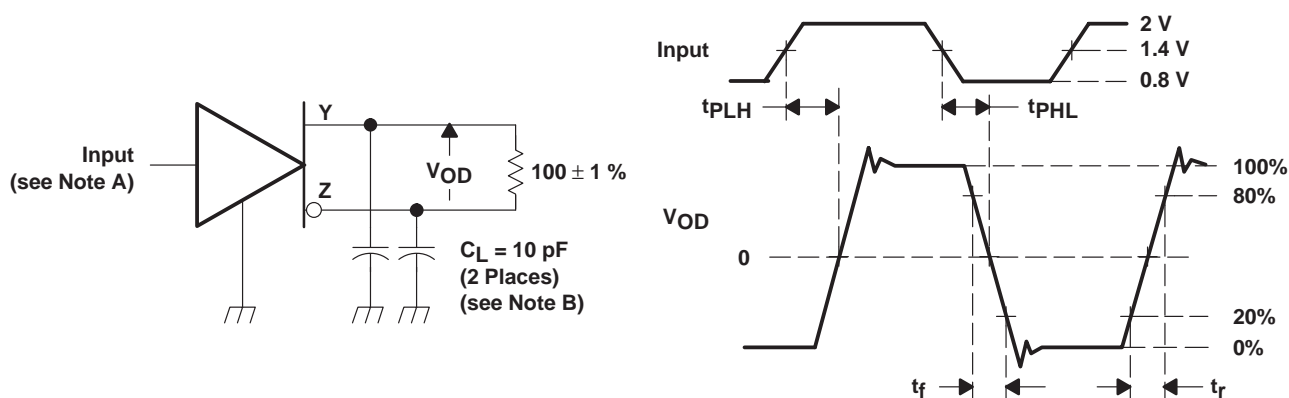 Input
(see Note A)
Y
Z
VOD
100 ± 1 %
CL = 10 pF
(2 Places)
(see Note B)
Input
2 V
1.4 V
0.8 V
tPLH
tPHL
VOD
0
100%
80%
20%
0%
tf
tr